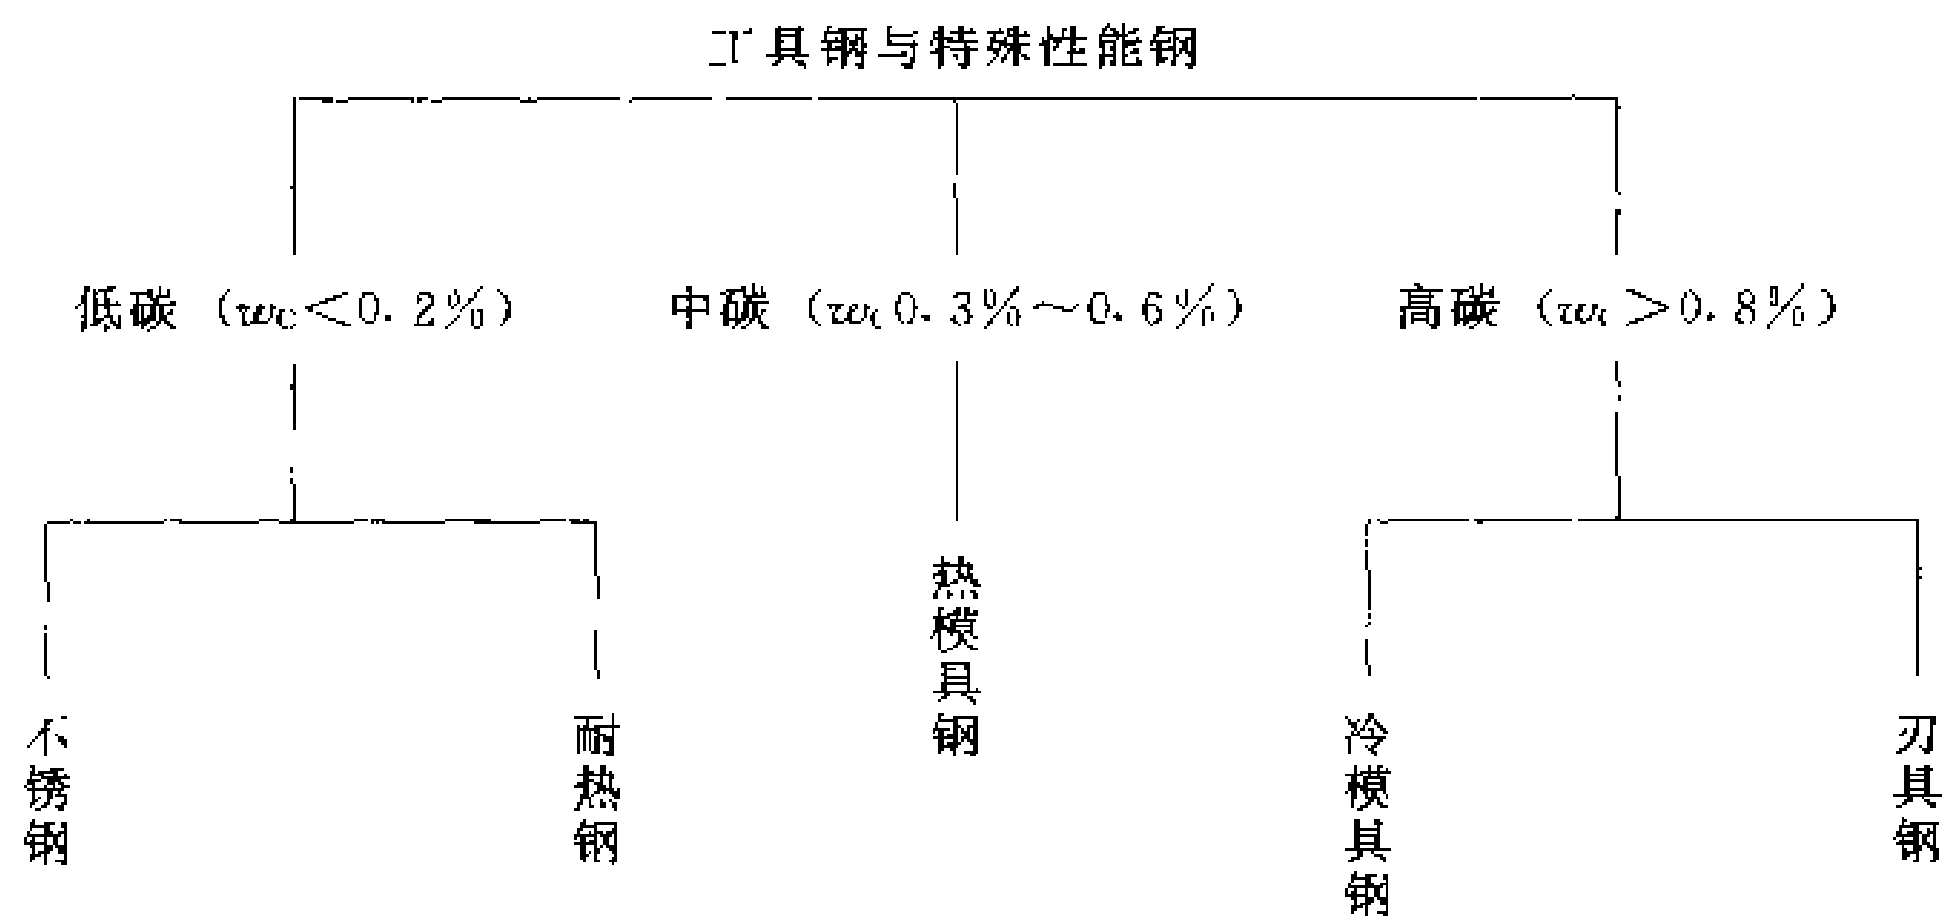 工具钢与特殊性能钢
低碳（wC<0.2%）
中碳（wC 0.3%～0.6%）
高碳（wC>0.8%）
不锈钢
耐热钢
热模具钢
冷模具钢
刃具钢